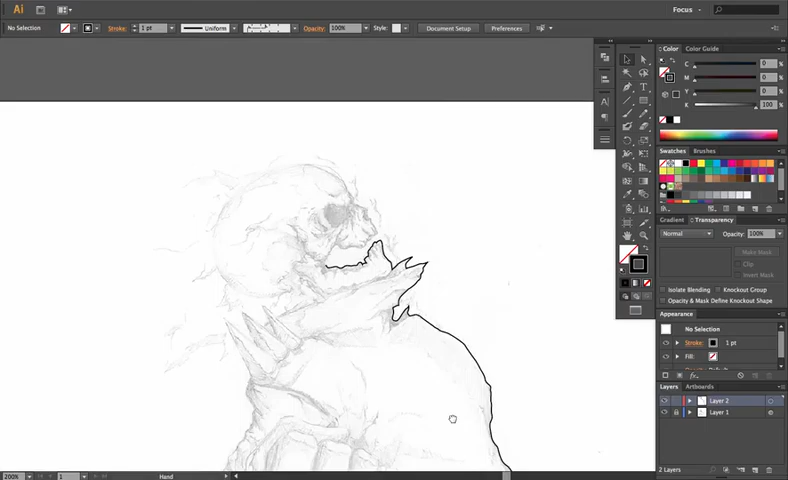 Ai
Focus
No Selection
Stroke:
1 pt
Uniform
Opacity:
100%
Style:
Document Setup
Preferences
Color
Color Guide
C
0
%
M
0
%
Y
0
%
K
100
%
Swatches
Brushes
Gradient
Transparency
Normal
Opacity:
100%
Make Mask
Clip
Invert Mask
Isolate Blending
Knockout Group
Opacity & Mask Define Knockout Shape
Appearance
No Selection
Stroke:
1 pt
Fill:
Layers
Artboards
Layer 2
Layer 1
2 Layers
200%
1
Hand